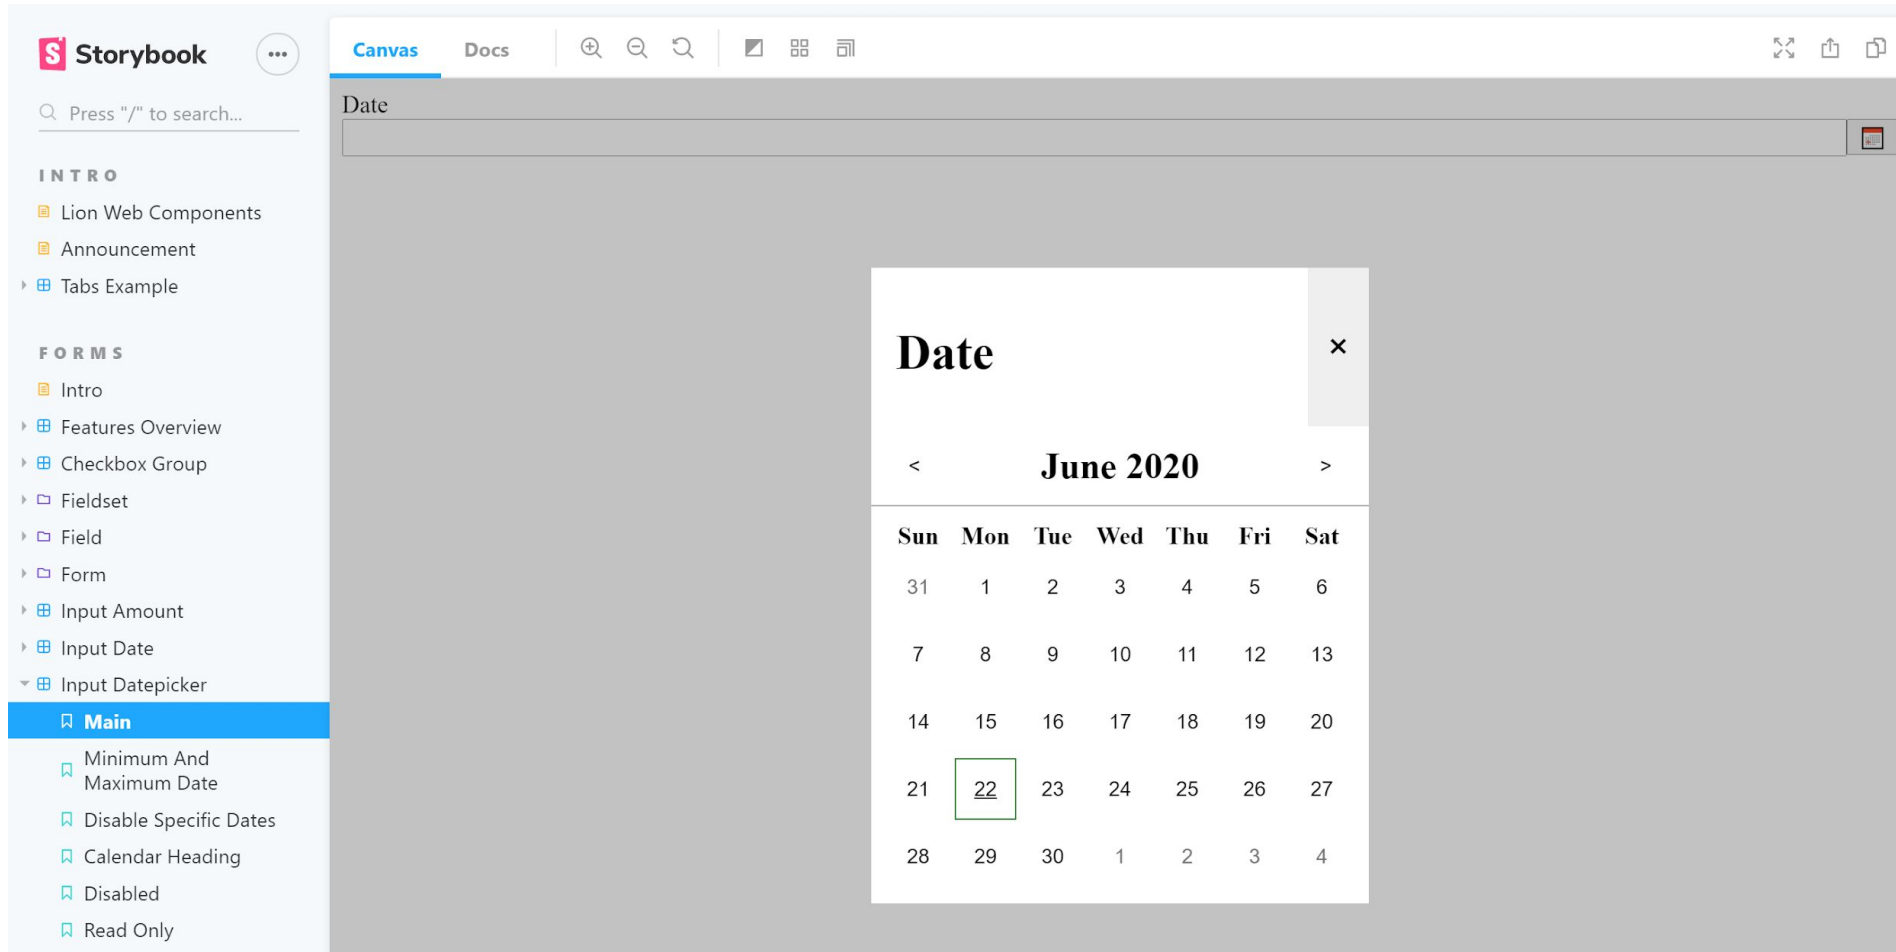 Storybook
Press "/" to search...
INTRO
Lion Web Components
Announcement
Tabs Example
FORMS
Intro
Features Overview
Checkbox Group
Fieldset
Field
Form
Input Amount
Input Date
Input Datepicker
Main
Minimum And
Maximum Date
Disable Specific Dates
Calendar Heading
Disabled
Read Only
Canvas Docs
Date
Date ×
< June 2020 >
Sun Mon Tue Wed Thu Fri Sat
31 1 2 3 4 5 6
7 8 9 10 11 12 13
14 15 16 17 18 19 20
21 22 23 24 25 26 27
28 29 30 1 2 3 4